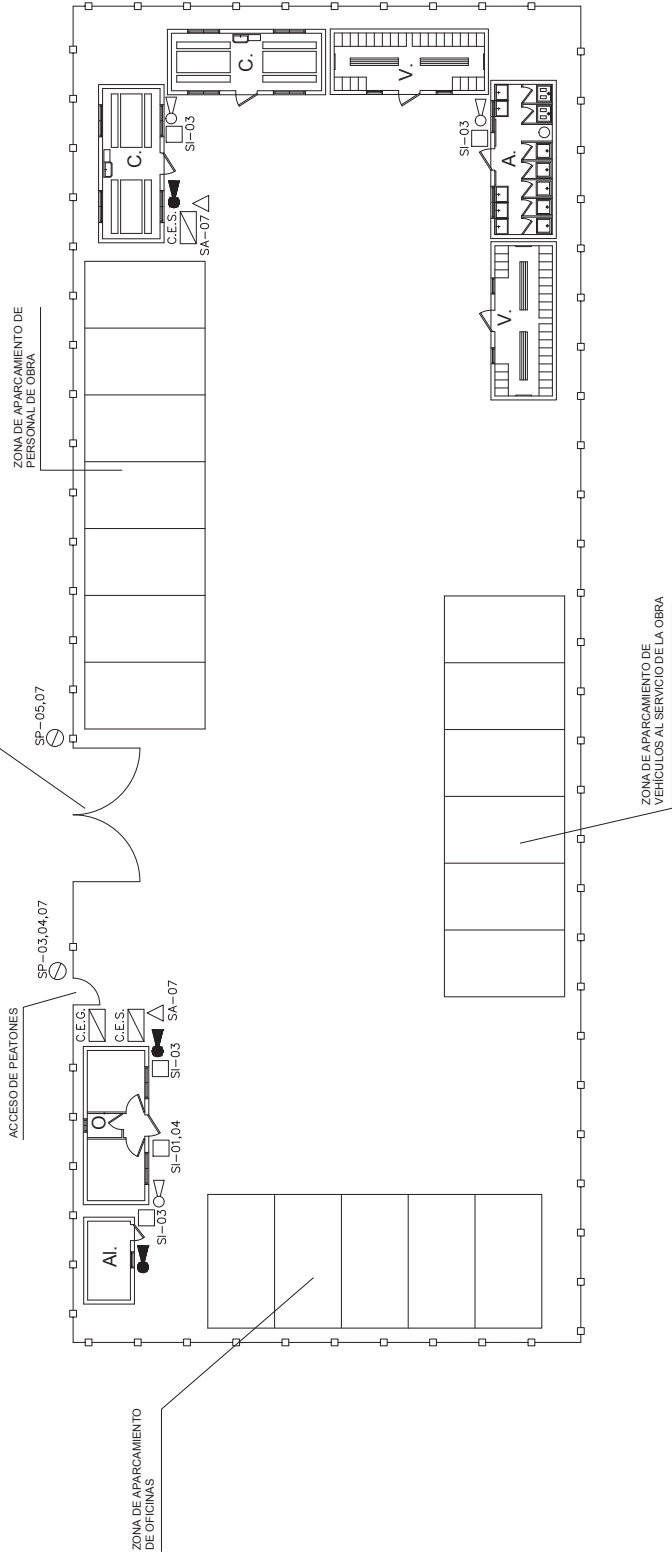 ZONA DE APARCAMIENTO
DE OFICINAS
ACCESO DE PEATONES
ZONA DE APARCAMIENTO DE
PERSONAL DE OBRA
ZONA DE APARCAMIENTO DE
VEHÍCULOS AL SERVICIO DE LA OBRA
SP-03,04,07
SP-05,07
Al.
SI-03
O
SI-01,04
SI-03
C.E.G.
C.E.S.
SA-07
C.E.S.
SA-07
C.
SI-03
C.
V.
SI-03
A.
V.